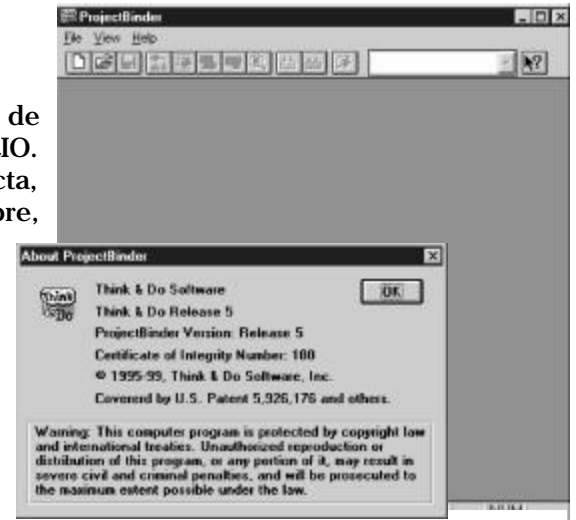 ProjectBinder
File View Help
de
IO.
cta,
ore,
About ProjectBinder
Think & Do
Think & Do Software
OK
Think & Do Release 5
ProjectBinder Version: Release 5
Certificate of Integrity Number: 100
© 1995-99, Think & Do Software, Inc.
Covererd by U.S. Patent 5,926,176 and others.
Warning: This computer program is protected by copyright law
and international treaties. Unauthorized reproduction or
distribution of this program, or any portion of it, may result in
severe civil and criminal penalties, and will be prosecuted to
the maximum extent possible under the law.
NUM